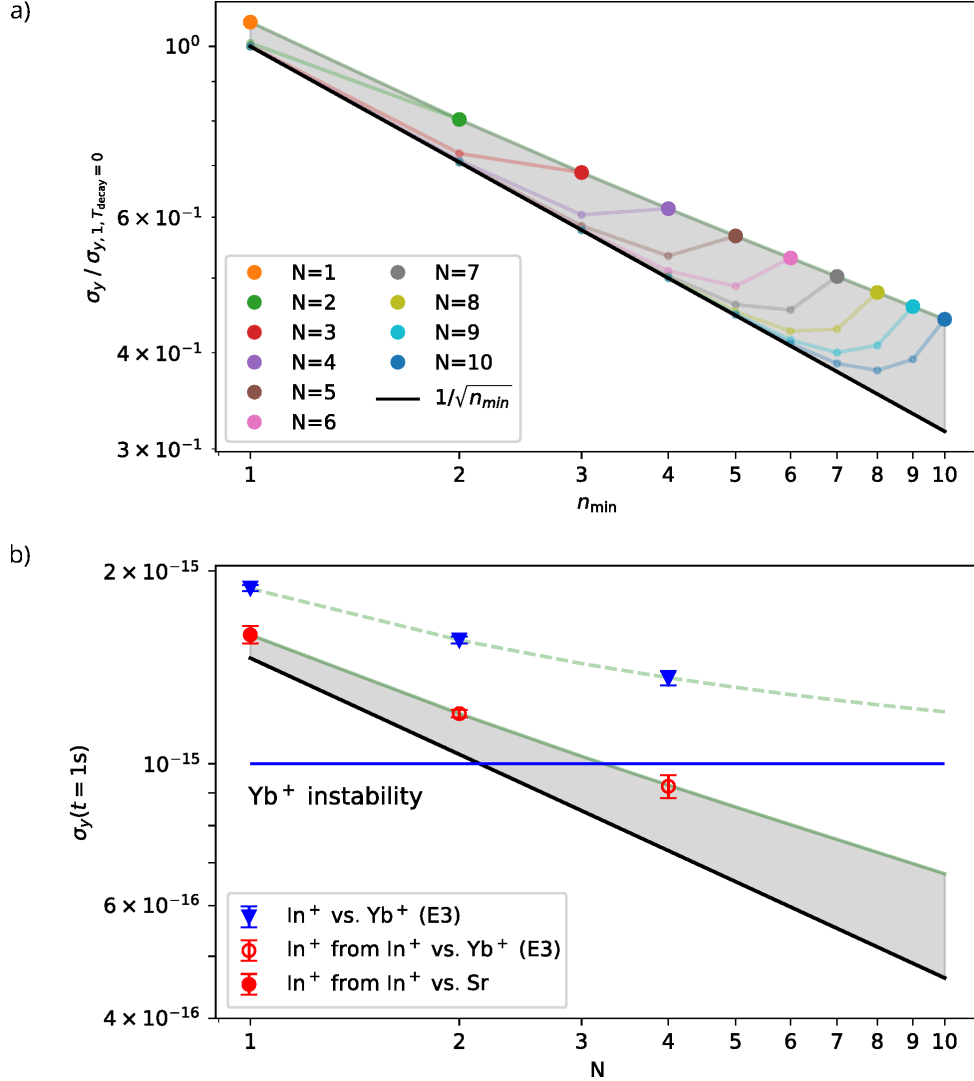 a)
10⁰
6 × 10⁻¹
4 × 10⁻¹
3 × 10⁻¹
σ_y / σ_{y, 1, T_decay = 0}
N=1
N=2
N=3
N=4
N=5
N=6
N=7
N=8
N=9
N=10
1/√n_min
1 2 3 4 5 6 7 8 9 10
n_min
b)
2 × 10⁻¹⁵
10⁻¹⁵
6 × 10⁻¹⁶
4 × 10⁻¹⁶
σ_y(t = 1s)
Yb⁺ instability
In⁺ vs. Yb⁺ (E3)
In⁺ from In⁺ vs. Yb⁺ (E3)
In⁺ from In⁺ vs. Sr
1 2 3 4 5 6 7 8 9 10
N